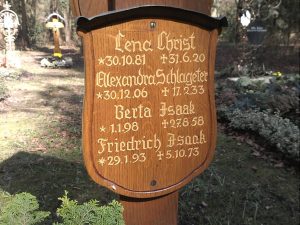 Lena Christ
*30.10.81 ✝31.6.20
Alexandra Schlageter
*30.12.06 ✝17.2.33
Berta Isaak
*1.1.98 ✝27.8.58
Friedrich Isaak
*29.1.93 ✝5.10.73